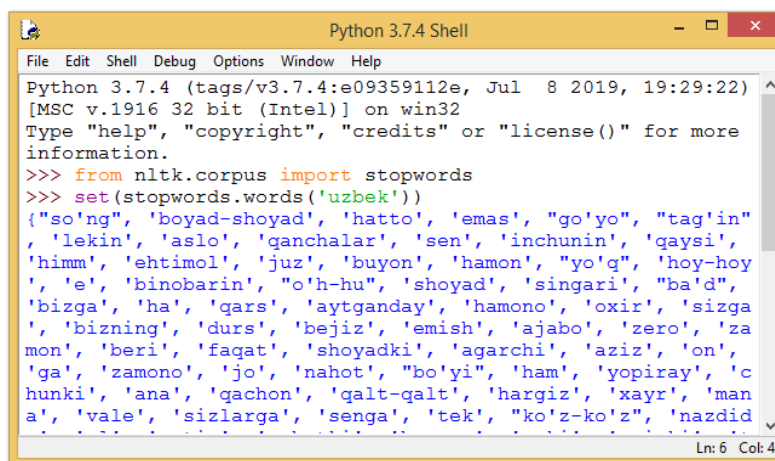 Python 3.7.4 Shell
File Edit Shell Debug Options Window Help
Python 3.7.4 (tags/v3.7.4:e09359112e, Jul  8 2019, 19:29:22)
[MSC v.1916 32 bit (Intel)] on win32
Type "help", "copyright", "credits" or "license()" for more
information.
>>> from nltk.corpus import stopwords
>>> set(stopwords.words('uzbek'))
{"so'ng", 'boyad-shoyad', 'hatto', 'emas', "go'yo", "tag'in"
, 'lekin', 'aslo', 'qanchalar', 'sen', 'inchunin', 'qaysi',
'himm', 'ehtimol', 'juz', 'buyon', 'hamon', "yo'q", 'hoy-hoy
', 'e', 'binobarin', "o'h-hu", 'shoyad', 'singari', "ba'd",
'bizga', 'ha', 'qars', 'aytganday', 'hamono', 'oxir', 'sizga
', 'bizning', 'durs', 'bejiz', 'emish', 'ajabo', 'zero', 'za
mon', 'beri', 'faqat', 'shoyadki', 'agarchi', 'aziz', 'on',
'ga', 'zamono', 'jo', 'nahot', "bo'yi", 'ham', 'yopiray', 'c
hunki', 'ana', 'qachon', 'qalt-qalt', 'hargiz', 'xayr', 'man
a', 'vale', 'sizlarga', 'senga', 'tek', "ko'z-ko'z", 'nazdid
Ln: 6 Col: 4